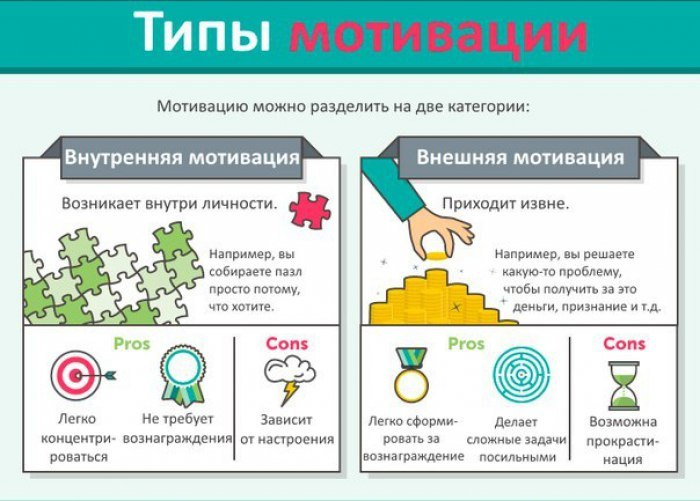 Типы мотивации
Мотивацию можно разделить на две категории:
Внутренняя мотивация
Возникает внутри личности.
Например, вы
собираете пазл
просто потому,
что хотите.
Pros
Легко
концентри-
роваться
Не требует
вознаграждения
Cons
Зависит
от настроения
Внешняя мотивация
Приходит извне.
Например, вы решаете
какую-то проблему,
чтобы получить за это
деньги, признание и т.д.
Pros
Легко сформи-
ровать за
вознаграждение
Делает
сложные задачи
посильными
Cons
Возможна
прокрасти-
нация